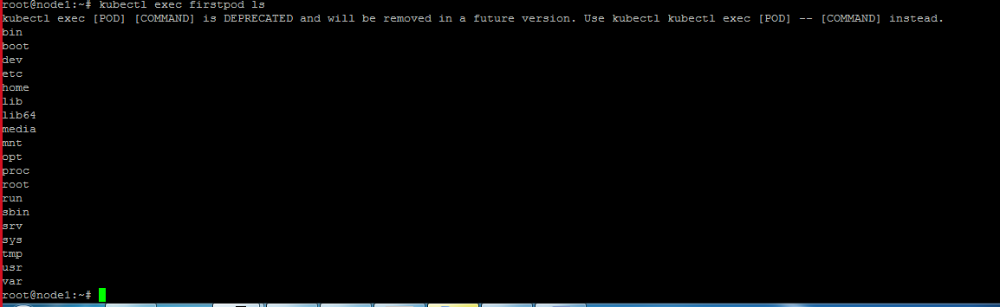 root@node1:~# kubectl exec firstpod ls
kubectl exec [POD] [COMMAND] is DEPRECATED and will be removed in a future version. Use kubectl kubectl exec [POD] -- [COMMAND] instead.
bin
boot
dev
etc
home
lib
lib64
media
mnt
opt
proc
root
run
sbin
srv
sys
tmp
usr
var
root@node1:~#